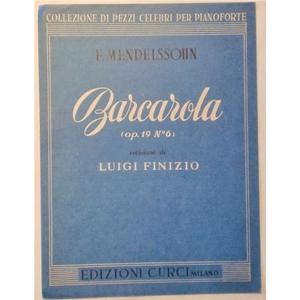 COLLEZIONE DI PEZZI CELEBRI PER PIANOFORTE
F. MENDELSSOHN
Barcarola
(op. 19 N° 6)
revisione di
LUIGI FINIZIO
EDIZIONI CURCI MILANO